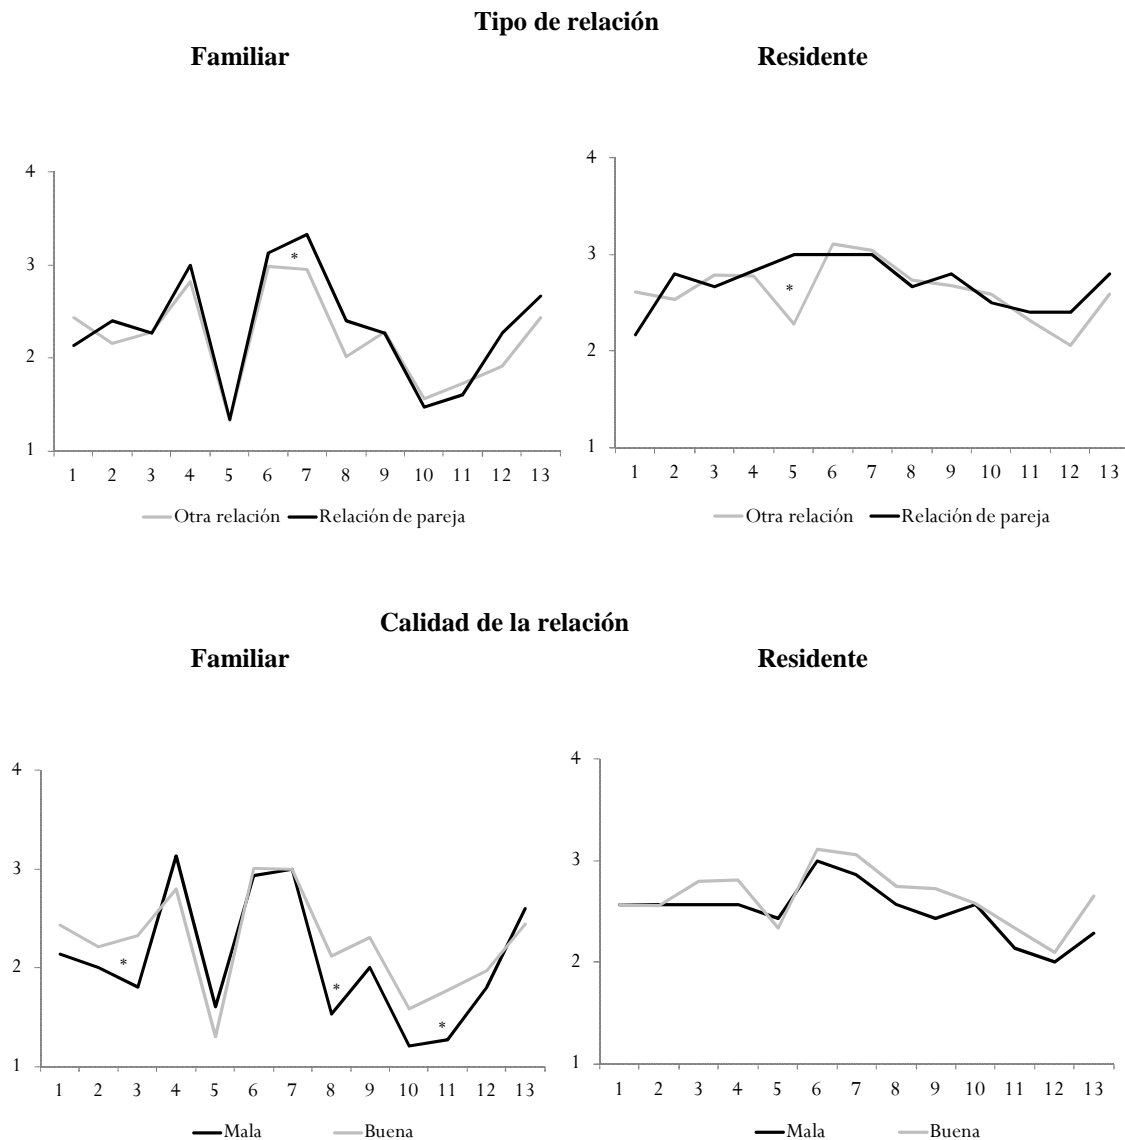 Tipo de relación
Familiar Residente
4 4
3 3
* *
2 2
1 1
1 2 3 4 5 6 7 8 9 10 11 12 13 1 2 3 4 5 6 7 8 9 10 11 12 13
Otra relación Relación de pareja Otra relación Relación de pareja
Calidad de la relación
Familiar Residente
4 4
3 3
* * *
2 2
1 1
1 2 3 4 5 6 7 8 9 10 11 12 13 1 2 3 4 5 6 7 8 9 10 11 12 13
Mala Buena Mala Buena